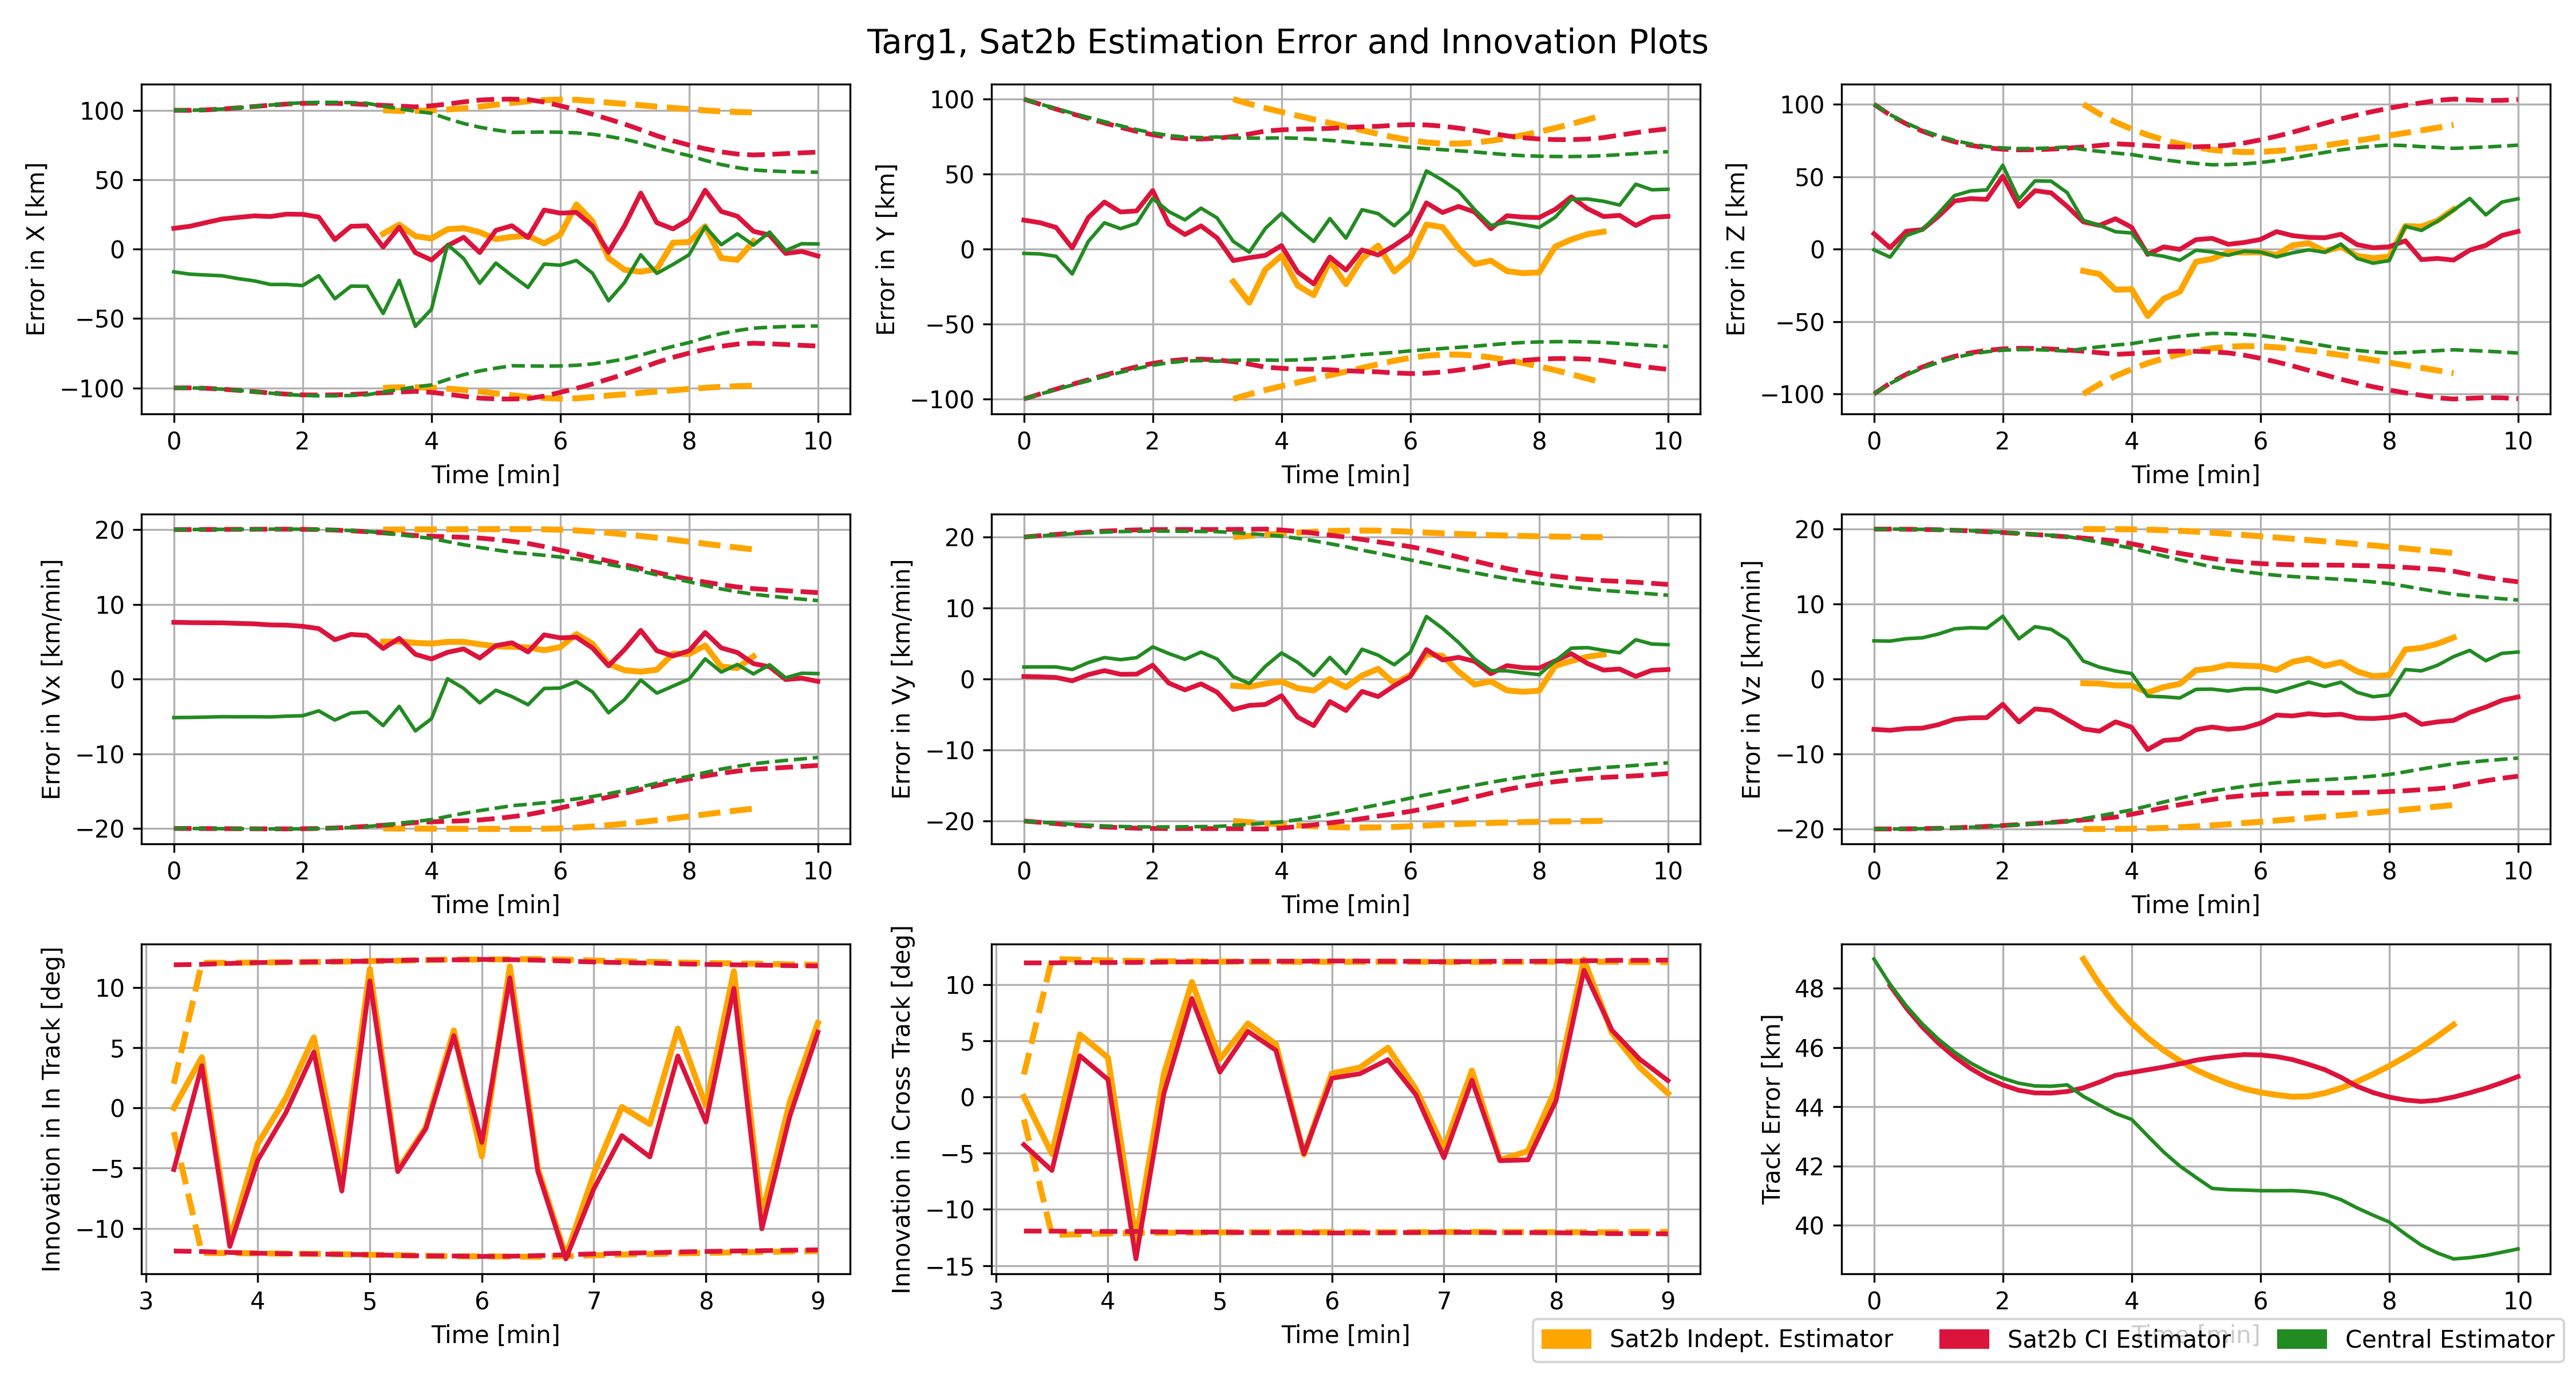 Targ1, Sat2b Estimation Error and Innovation Plots
Error in X [km]
100
50
0
−50
−100
0 2 4 6 8 10
Time [min]
Error in Y [km]
100
50
0
−50
−100
0 2 4 6 8 10
Time [min]
Error in Z [km]
100
50
0
−50
−100
0 2 4 6 8 10
Time [min]
Error in Vx [km/min]
20
10
0
−10
−20
0 2 4 6 8 10
Time [min]
Error in Vy [km/min]
20
10
0
−10
−20
0 2 4 6 8 10
Time [min]
Error in Vz [km/min]
20
10
0
−10
−20
0 2 4 6 8 10
Time [min]
Innovation in In Track [deg]
10
5
0
−5
−10
3 4 5 6 7 8 9
Time [min]
Innovation in Cross Track [deg]
10
5
0
−5
−10
−15
3 4 5 6 7 8 9
Time [min]
Track Error [km]
48
46
44
42
40
0 2 4 6 8 10
Time [min]
Sat2b Indept. Estimator
Sat2b CI Estimator
Central Estimator